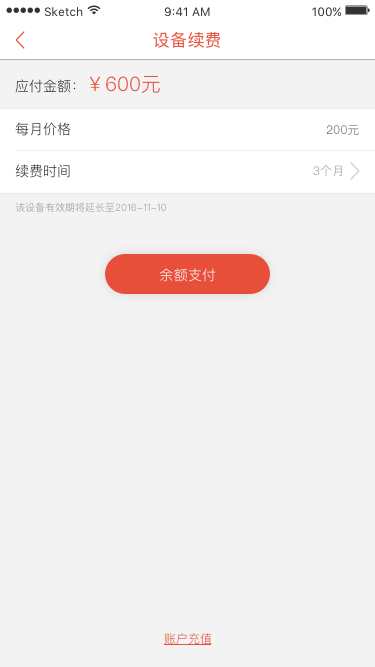 Sketch 9:41 AM 100%
设备续费
应付金额： ￥600元
每月价格 200元
续费时间 3个月
该设备有效期将延长至2016-11-10
余额支付
账户充值